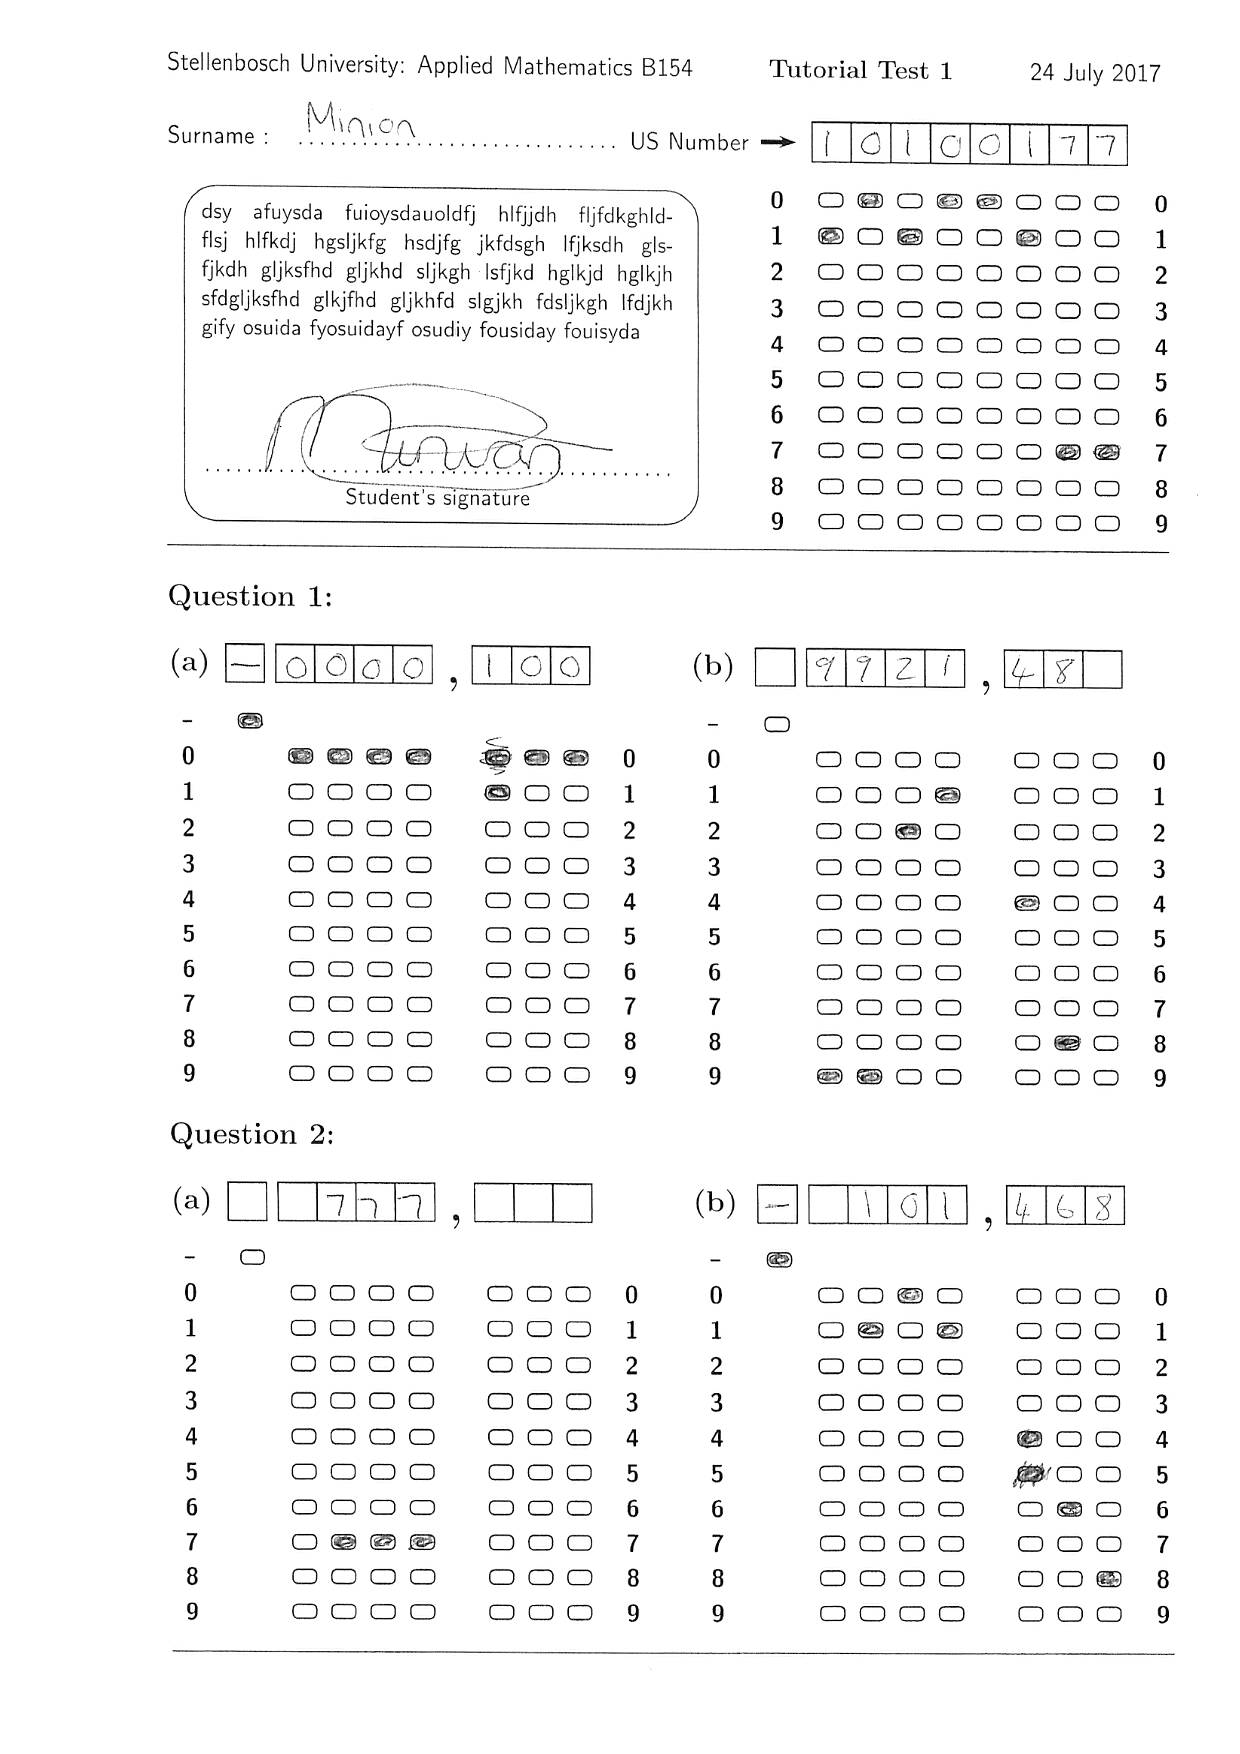 Stellenbosch University: Applied Mathematics B154 Tutorial Test 1 24 July 2017
Surname : Minion US Number → 1 0 1 0 0 1 7 7
dsy afuysda fuioysdauoldfj hlfjjdh fljfdkghld-
flsj hlfkdj hgsljkfg hsdjfg jkfdsgh lfjksdh gls-
fjkdh gljksfhd gljkhd sljkgh lsfjkd hglkjd hglkjh
sfdgljksfhd glkjfhd gljkhfd slgjkh fdsljkgh lfdjkh
gify osuida fyosuidayf osudiy fousiday fouisyda
Student's signature
0 0
1 1
2 2
3 3
4 4
5 5
6 6
7 7
8 8
9 9
Question 1:
(a) – 0 0 0 0 , 1 0 0 (b) 9 9 2 1 , 4 8
- -
0 0 0 0
1 1 1 1
2 2 2 2
3 3 3 3
4 4 4 4
5 5 5 5
6 6 6 6
7 7 7 7
8 8 8 8
9 9 9 9
Question 2:
(a) 7 7 7 , (b) – 1 0 1 , 4 6 8
- -
0 0 0 0
1 1 1 1
2 2 2 2
3 3 3 3
4 4 4 4
5 5 5 5
6 6 6 6
7 7 7 7
8 8 8 8
9 9 9 9